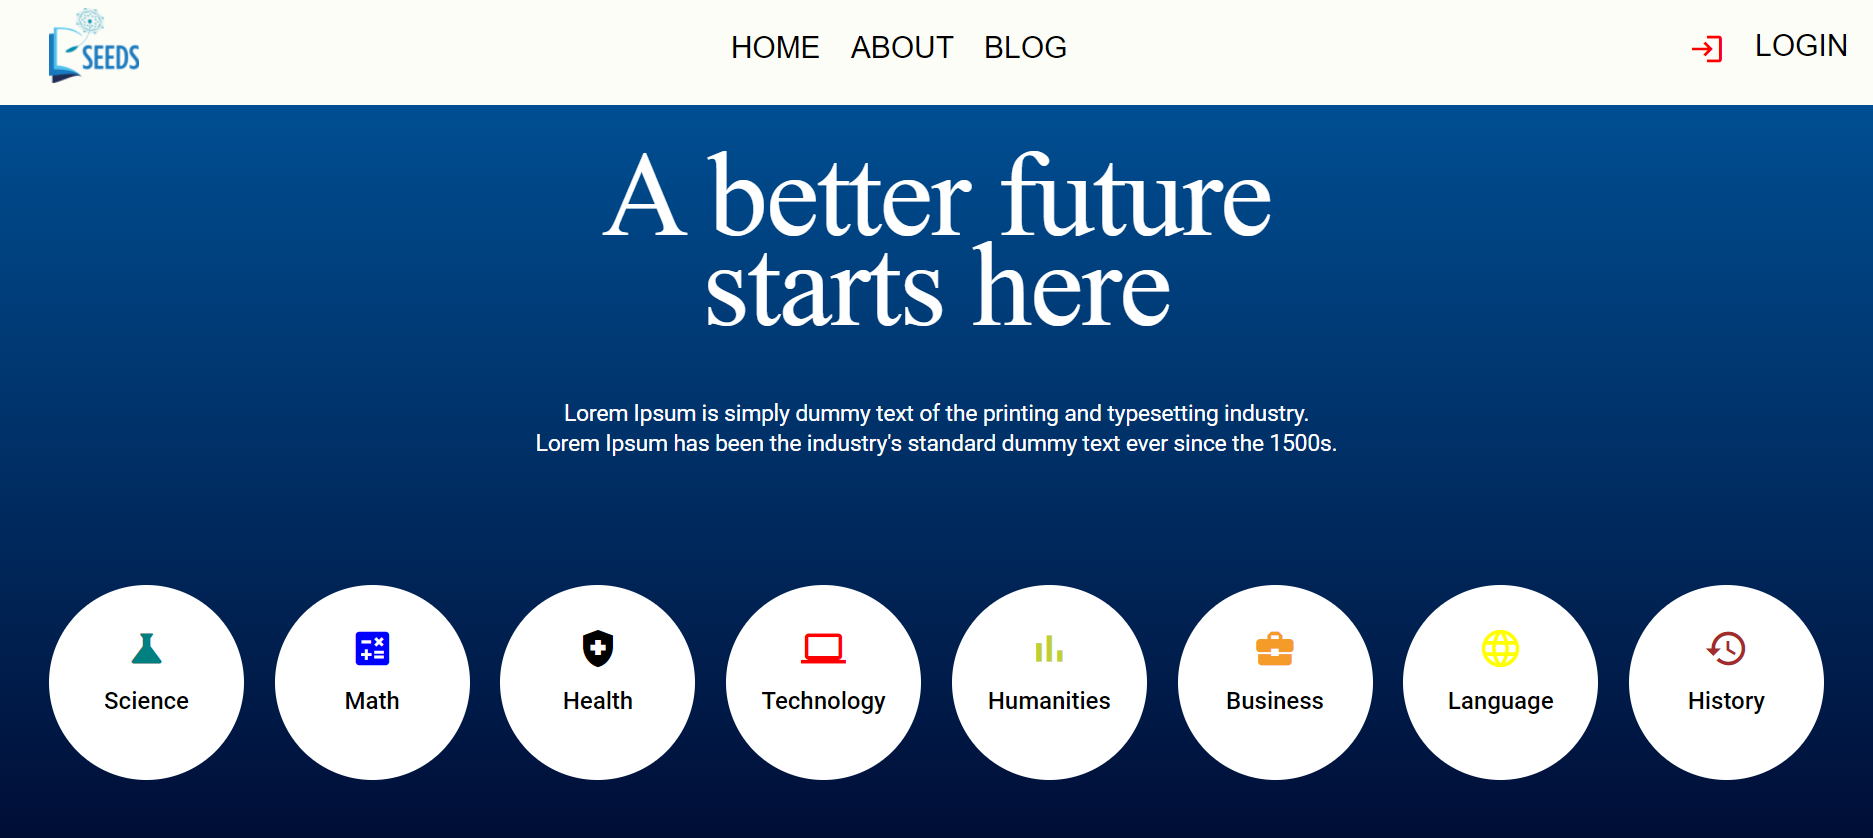 SEEDS
HOME ABOUT BLOG
LOGIN
A better future
starts here
Lorem Ipsum is simply dummy text of the printing and typesetting industry.
Lorem Ipsum has been the industry's standard dummy text ever since the 1500s.
Science
Math
Health
Technology
Humanities
Business
Language
History